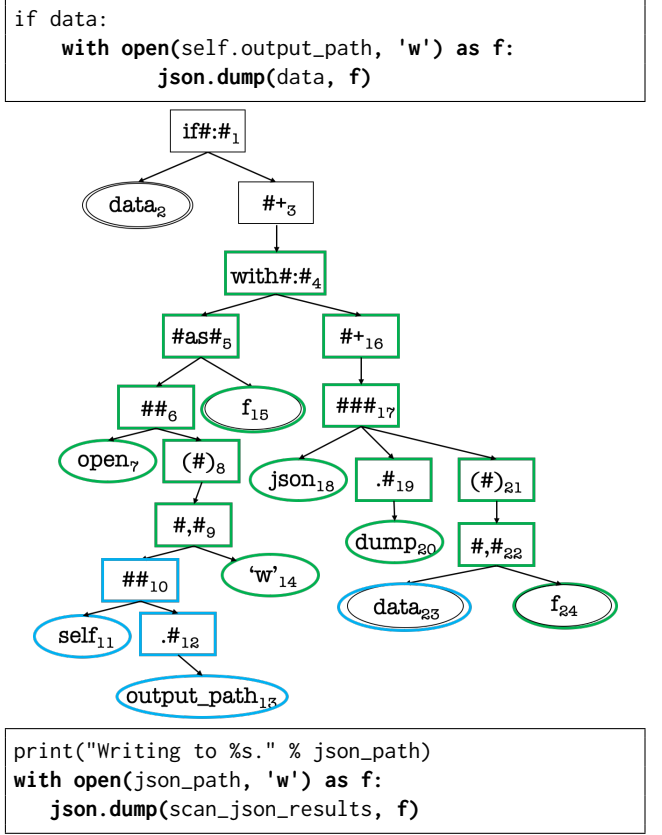 if data:
with open(self.output_path, 'w') as f:
json.dump(data, f)
if#:#₁
data₂
#+₃
with#:#₄
#as#₅
#+₁₆
##₆
f₁₅
###₁₇
open₇
(#)₈
json₁₈
.#₁₉
(#)₂₁
#,#₉
dump₂₀
#,#₂₂
##₁₀
'w'₁₄
data₂₃
f₂₄
self₁₁
.#₁₂
output_path₁₃
print("Writing to %s." % json_path)
with open(json_path, 'w') as f:
json.dump(scan_json_results, f)